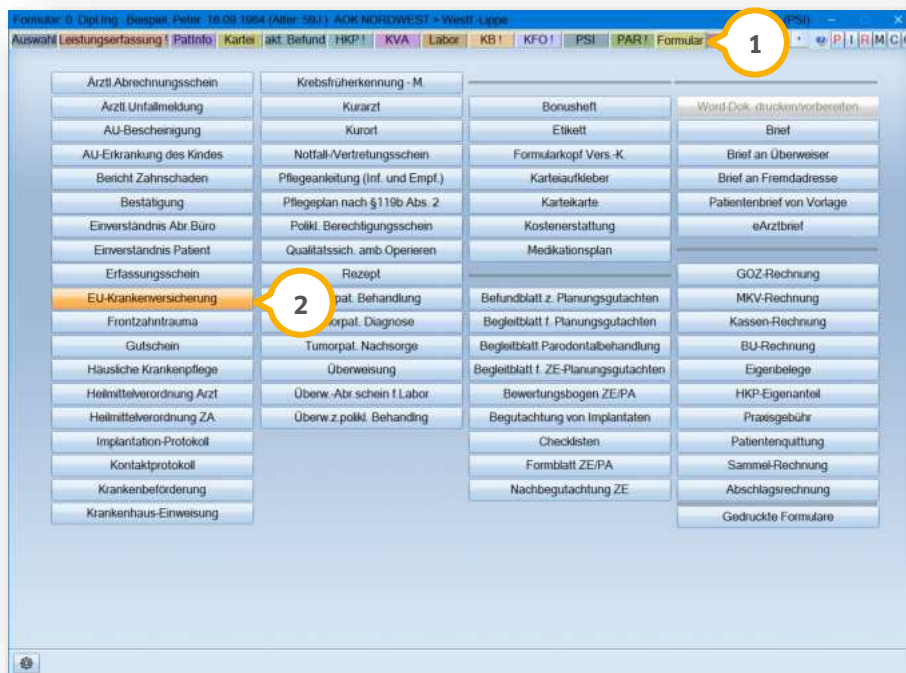 Formular: 0 Dipl.Ing. Beispiel, Peter 16.09.1964 (Alter: 59J.) AOK NORDWEST > Westf.-Lippe (PSI)
Auswahl Leistungserfassung ! Patinfo Kartei akt. Befund HKP ! KVA Labor KB ! KFO ! PSI PAR ! Formular P I R M C
1
Ärztl.Abrechnungsschein
Ärztl.Unfallmeldung
AU-Bescheinigung
AU-Erkrankung des Kindes
Bericht Zahnschaden
Bestätigung
Einverständnis Abr.Büro
Einverständnis Patient
Erfassungsschein
EU-Krankenversicherung
2
Frontzahntrauma
Gutschein
Häusliche Krankenpflege
Heilmittelverordnung Arzt
Heilmittelverordnung ZA
Implantation-Protokoll
Kontaktprotokoll
Krankenbeförderung
Krankenhaus-Einweisung
Krebsfrüherkennung - M.
Kurarzt
Kurort
Notfall-/Vertretungsschein
Pflegeanleitung (Inf. und Empf.)
Pflegeplan nach §119b Abs. 2
Polikl. Berechtigungsschein
Qualitätssich. amb.Operieren
Rezept
pat. Behandlung
orpat. Diagnose
Tumorpat. Nachsorge
Überweisung
Überw.-Abr.schein f.Labor
Überw.z.polikl. Behandlng
Bonusheft
Etikett
Formularkopf Vers.-K.
Karteiaufkleber
Karteikarte
Kostenerstattung
Medikationsplan
Befundblatt z. Planungsgutachten
Begleitblatt f. Planungsgutachten
Begleitblatt Parodontalbehandlung
Begleitblatt f. ZE-Planungsgutachten
Bewertungsbogen ZE/PA
Begutachtung von Implantaten
Checklisten
Formblatt ZE/PA
Nachbegutachtung ZE
Word-Dok. drucken/vorbereiten
Brief
Brief an Überweiser
Brief an Fremdadresse
Patientenbrief von Vorlage
eArztbrief
GOZ-Rechnung
MKV-Rechnung
Kassen-Rechnung
BU-Rechnung
Eigenbelege
HKP-Eigenanteil
Praxisgebühr
Patientenquittung
Sammel-Rechnung
Abschlagsrechnung
Gedruckte Formulare